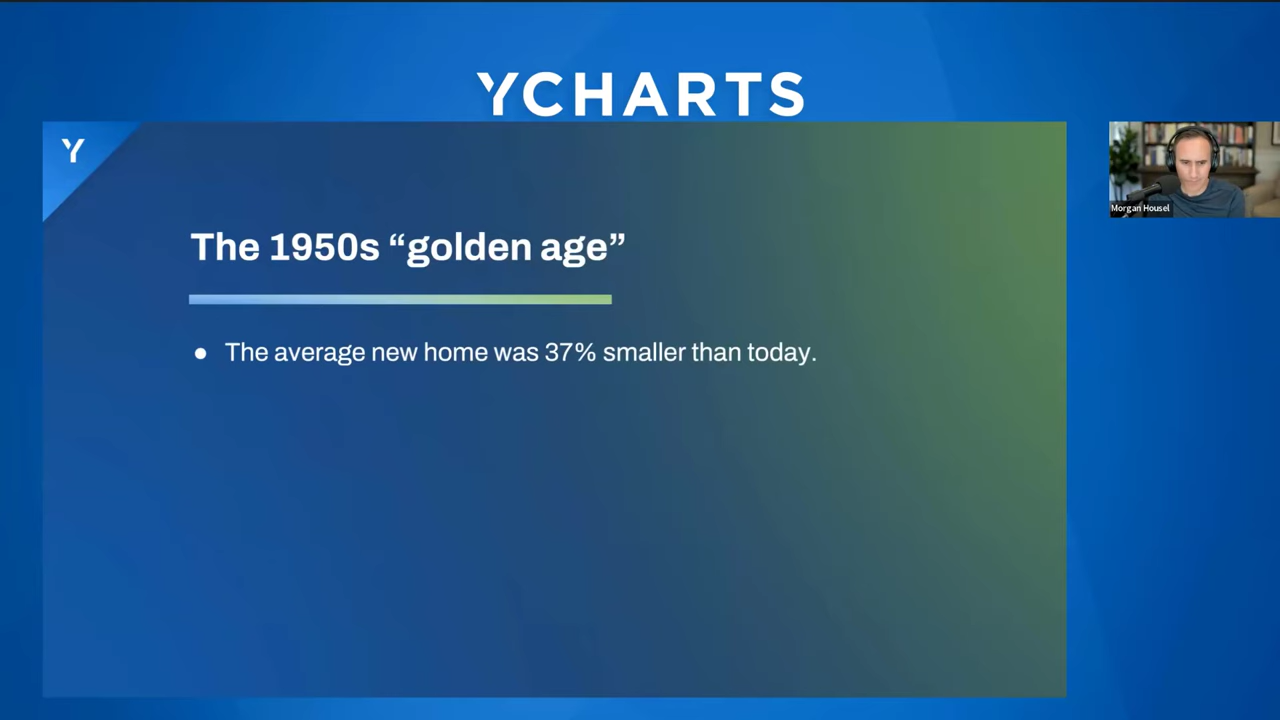 YCHARTS
Y
The 1950s “golden age”
● The average new home was 37% smaller than today.
Morgan Housel